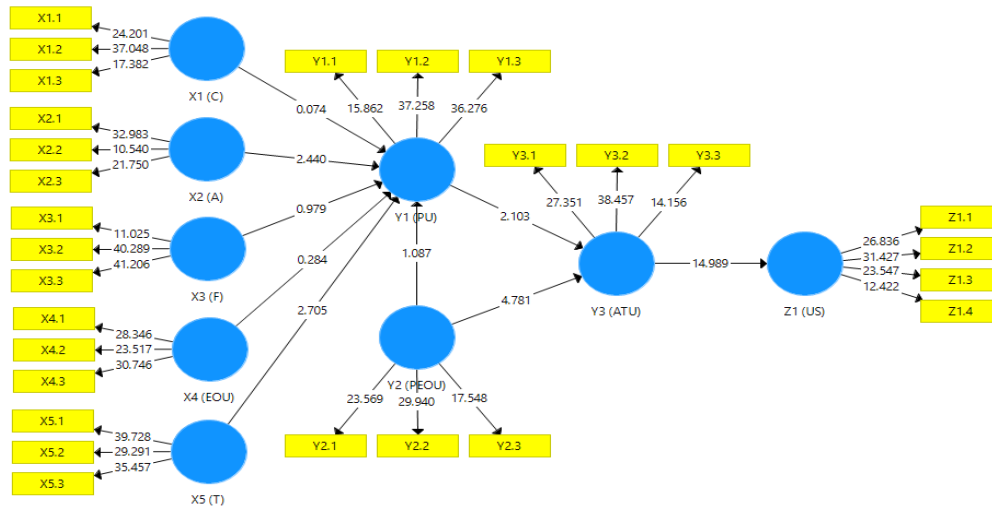 X1.1
24.201
X1.2
37.048
X1.3
17.382
X1 (C)
0.074
X2.1
32.983
X2.2
10.540
X2.3
21.750
X2 (A)
2.440
X3.1
11.025
X3.2
40.289
X3.3
41.206
X3 (F)
0.979
X4.1
28.346
X4.2
23.517
X4.3
30.746
X4 (EOU)
0.284
X5.1
39.728
X5.2
29.291
X5.3
35.457
X5 (T)
2.705
Y1.1
Y1.2
Y1.3
15.862
37.258
36.276
Y1 (PU)
1.087
2.103
Y2 (PEOU)
4.781
23.569
29.940
17.548
Y2.1
Y2.2
Y2.3
Y3.1
Y3.2
Y3.3
27.351
38.457
14.156
Y3 (ATU)
14.989
Z1 (US)
26.836
Z1.1
31.427
Z1.2
23.547
Z1.3
12.422
Z1.4